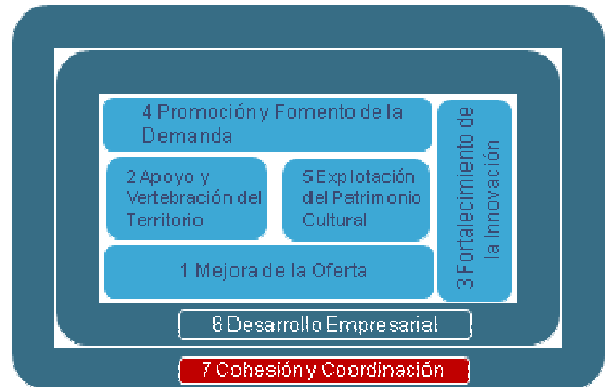 4 Promoción y Fomento de la
Demanda
2 Apoyo y
Vertebración del
Territorio
5 Explotación
del Patrimonio
Cultural
3 Fortalecimiento de
la Innovación
1 Mejora de la Oferta
6 Desarrollo Empresarial
7 Cohesión y Coordinación